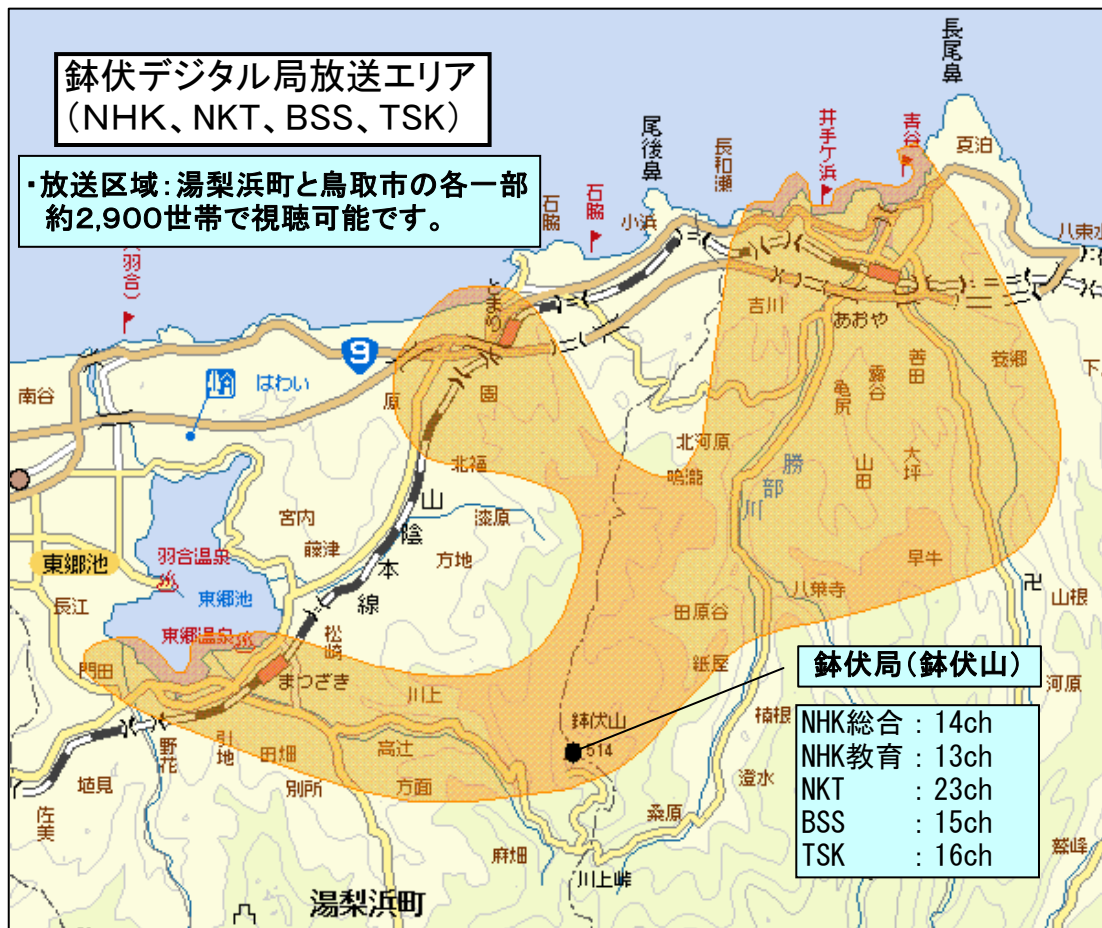 鉢伏デジタル局放送エリア
(NHK、NKT、BSS、TSK)
・放送区域:湯梨浜町と鳥取市の各一部
約2,900世帯で視聴可能です。
長尾鼻
青谷
井手ケ浜
夏泊
尾後鼻
長和瀬
石脇
石脇
小浜
八束水
羽合)
とまり
吉川
あおや
善田
露谷
養郷
亀尻
下
9
はわい
南谷
原
園
北河原
鳴瀧
勝部川
山田
大坪
北福
山陰本線
漆原
宮内
藤津
方地
早牛
東郷池
羽合温泉
東郷池
長江
東郷温泉
八葉寺
山根
田原谷
紙屋
門田
松崎
まつざき
川上
鉢伏山
514
鉢伏局(鉢伏山)
河原
楠根
NHK総合:14ch
NHK教育:13ch
NKT:23ch
BSS:15ch
TSK:16ch
野花
引地
田畑
高辻
方面
別所
埴見
佐美
澄水
桑原
麻畑
川上峠
鷲峰
湯梨浜町